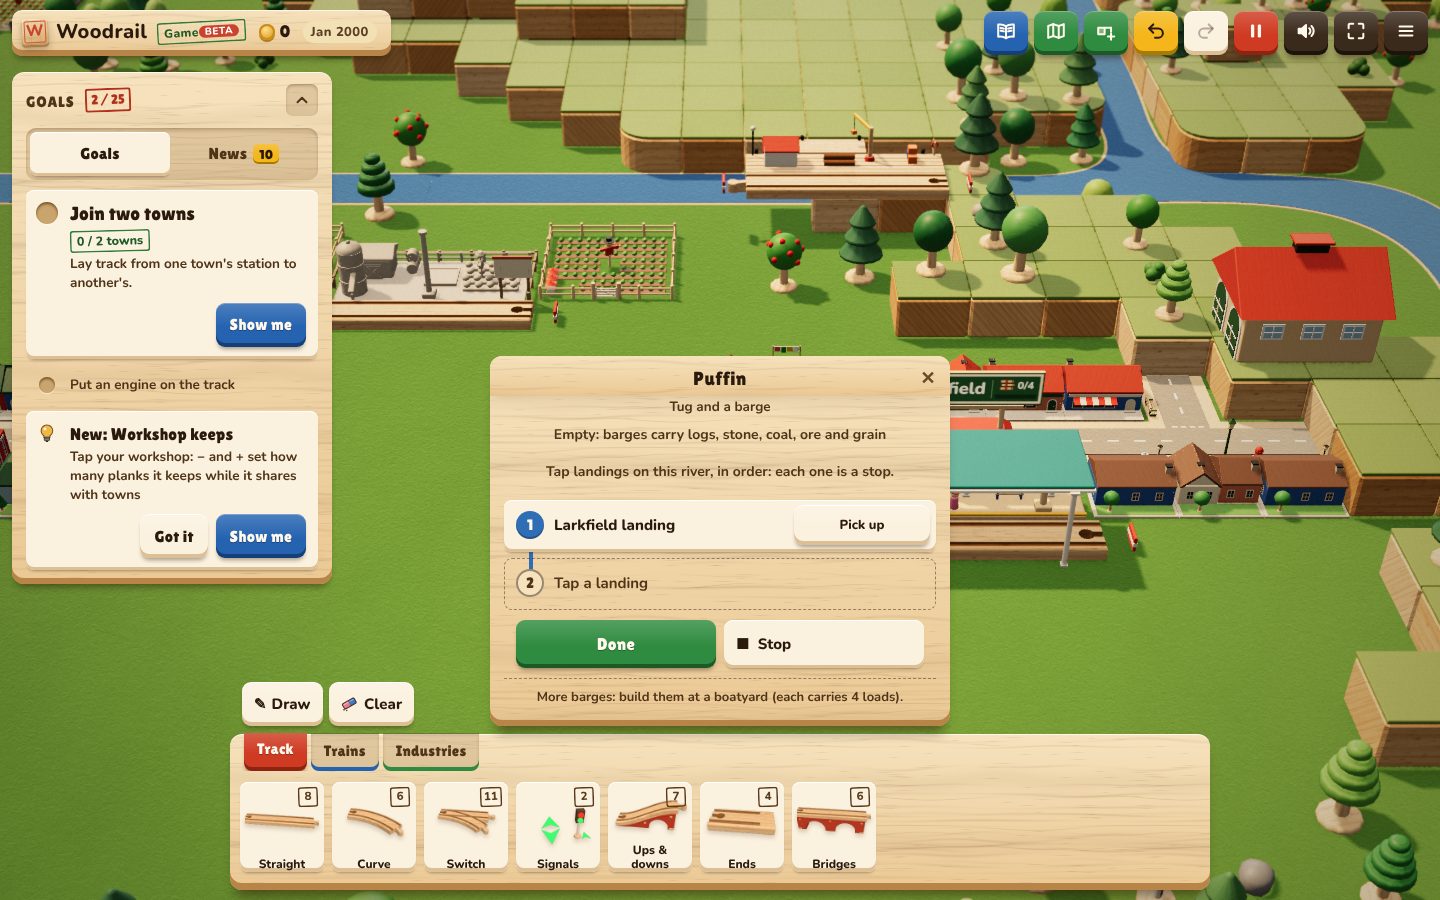 W Woodrail Game BETA 0 Jan 2000
GOALS 2 / 25
Goals News 10
Join two towns
0 / 2 towns
Lay track from one town's station to
another's.
Show me
Put an engine on the track
New: Workshop keeps
Tap your workshop: – and + set how
many planks it keeps while it shares
with towns
Got it Show me
field 0/4
Puffin
Tug and a barge
Empty: barges carry logs, stone, coal, ore and grain
Tap landings on this river, in order: each one is a stop.
1 Larkfield landing Pick up
2 Tap a landing
Done Stop
More barges: build them at a boatyard (each carries 4 loads).
Draw Clear
Track Trains Industries
8 6 11 2 7 4 6
Straight Curve Switch Signals Ups & downs Ends Bridges